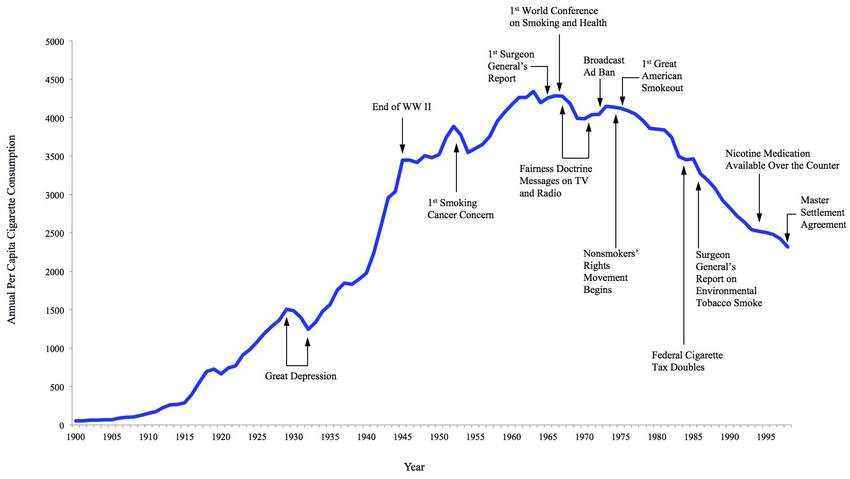 1st World Conference
on Smoking and Health
1st Surgeon
General's
Report
Broadcast
Ad Ban
1st Great
American
Smokeout
End of WW II
Fairness Doctrine
Messages on TV
and Radio
1st Smoking
Cancer Concern
Nicotine Medication
Available Over the Counter
Master
Settlement
Agreement
Nonsmokers'
Rights
Movement
Begins
Surgeon
General's
Report on
Environmental
Tobacco Smoke
Great Depression
Federal Cigarette
Tax Doubles
Annual Per Capita Cigarette Consumption
5000
4500
4000
3500
3000
2500
2000
1500
1000
500
0
1900 1905 1910 1915 1920 1925 1930 1935 1940 1945 1950 1955 1960 1965 1970 1975 1980 1985 1990 1995
Year